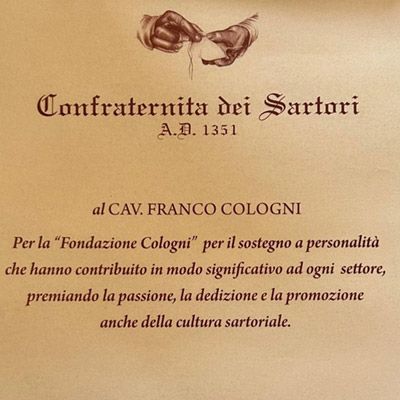 Confraternita dei Sartori
A.D. 1351
al CAV. FRANCO COLOGNI
Per la "Fondazione Cologni" per il sostegno a personalità
che hanno contribuito in modo significativo ad ogni settore,
premiando la passione, la dedizione e la promozione
anche della cultura sartoriale.